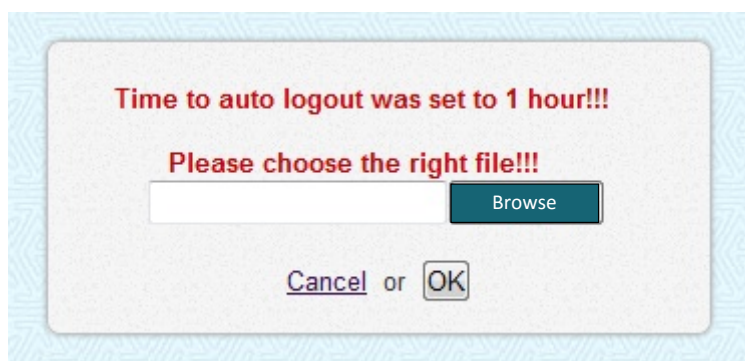 Time to auto logout was set to 1 hour!!!
Please choose the right file!!!
Browse
Cancel or OK